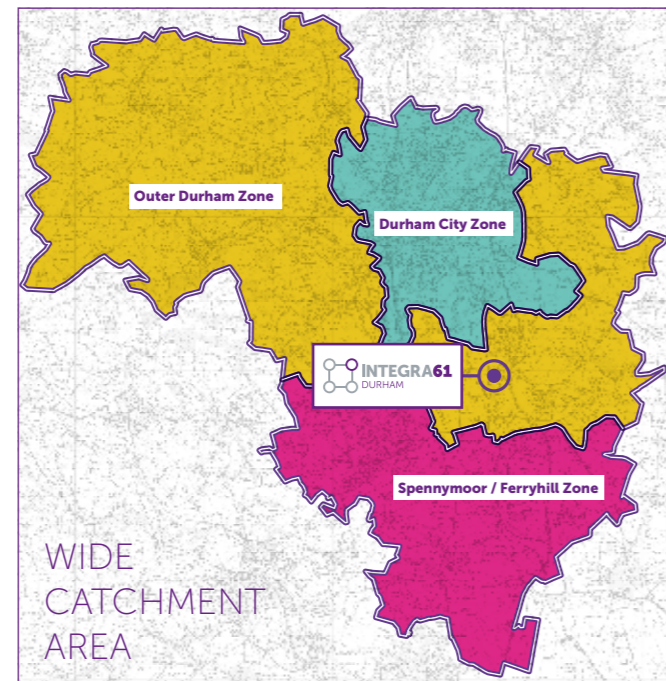 Outer Durham Zone
Durham City Zone
INTEGRA61
DURHAM
Spennymoor / Ferryhill Zone
WIDE
CATCHMENT
AREA